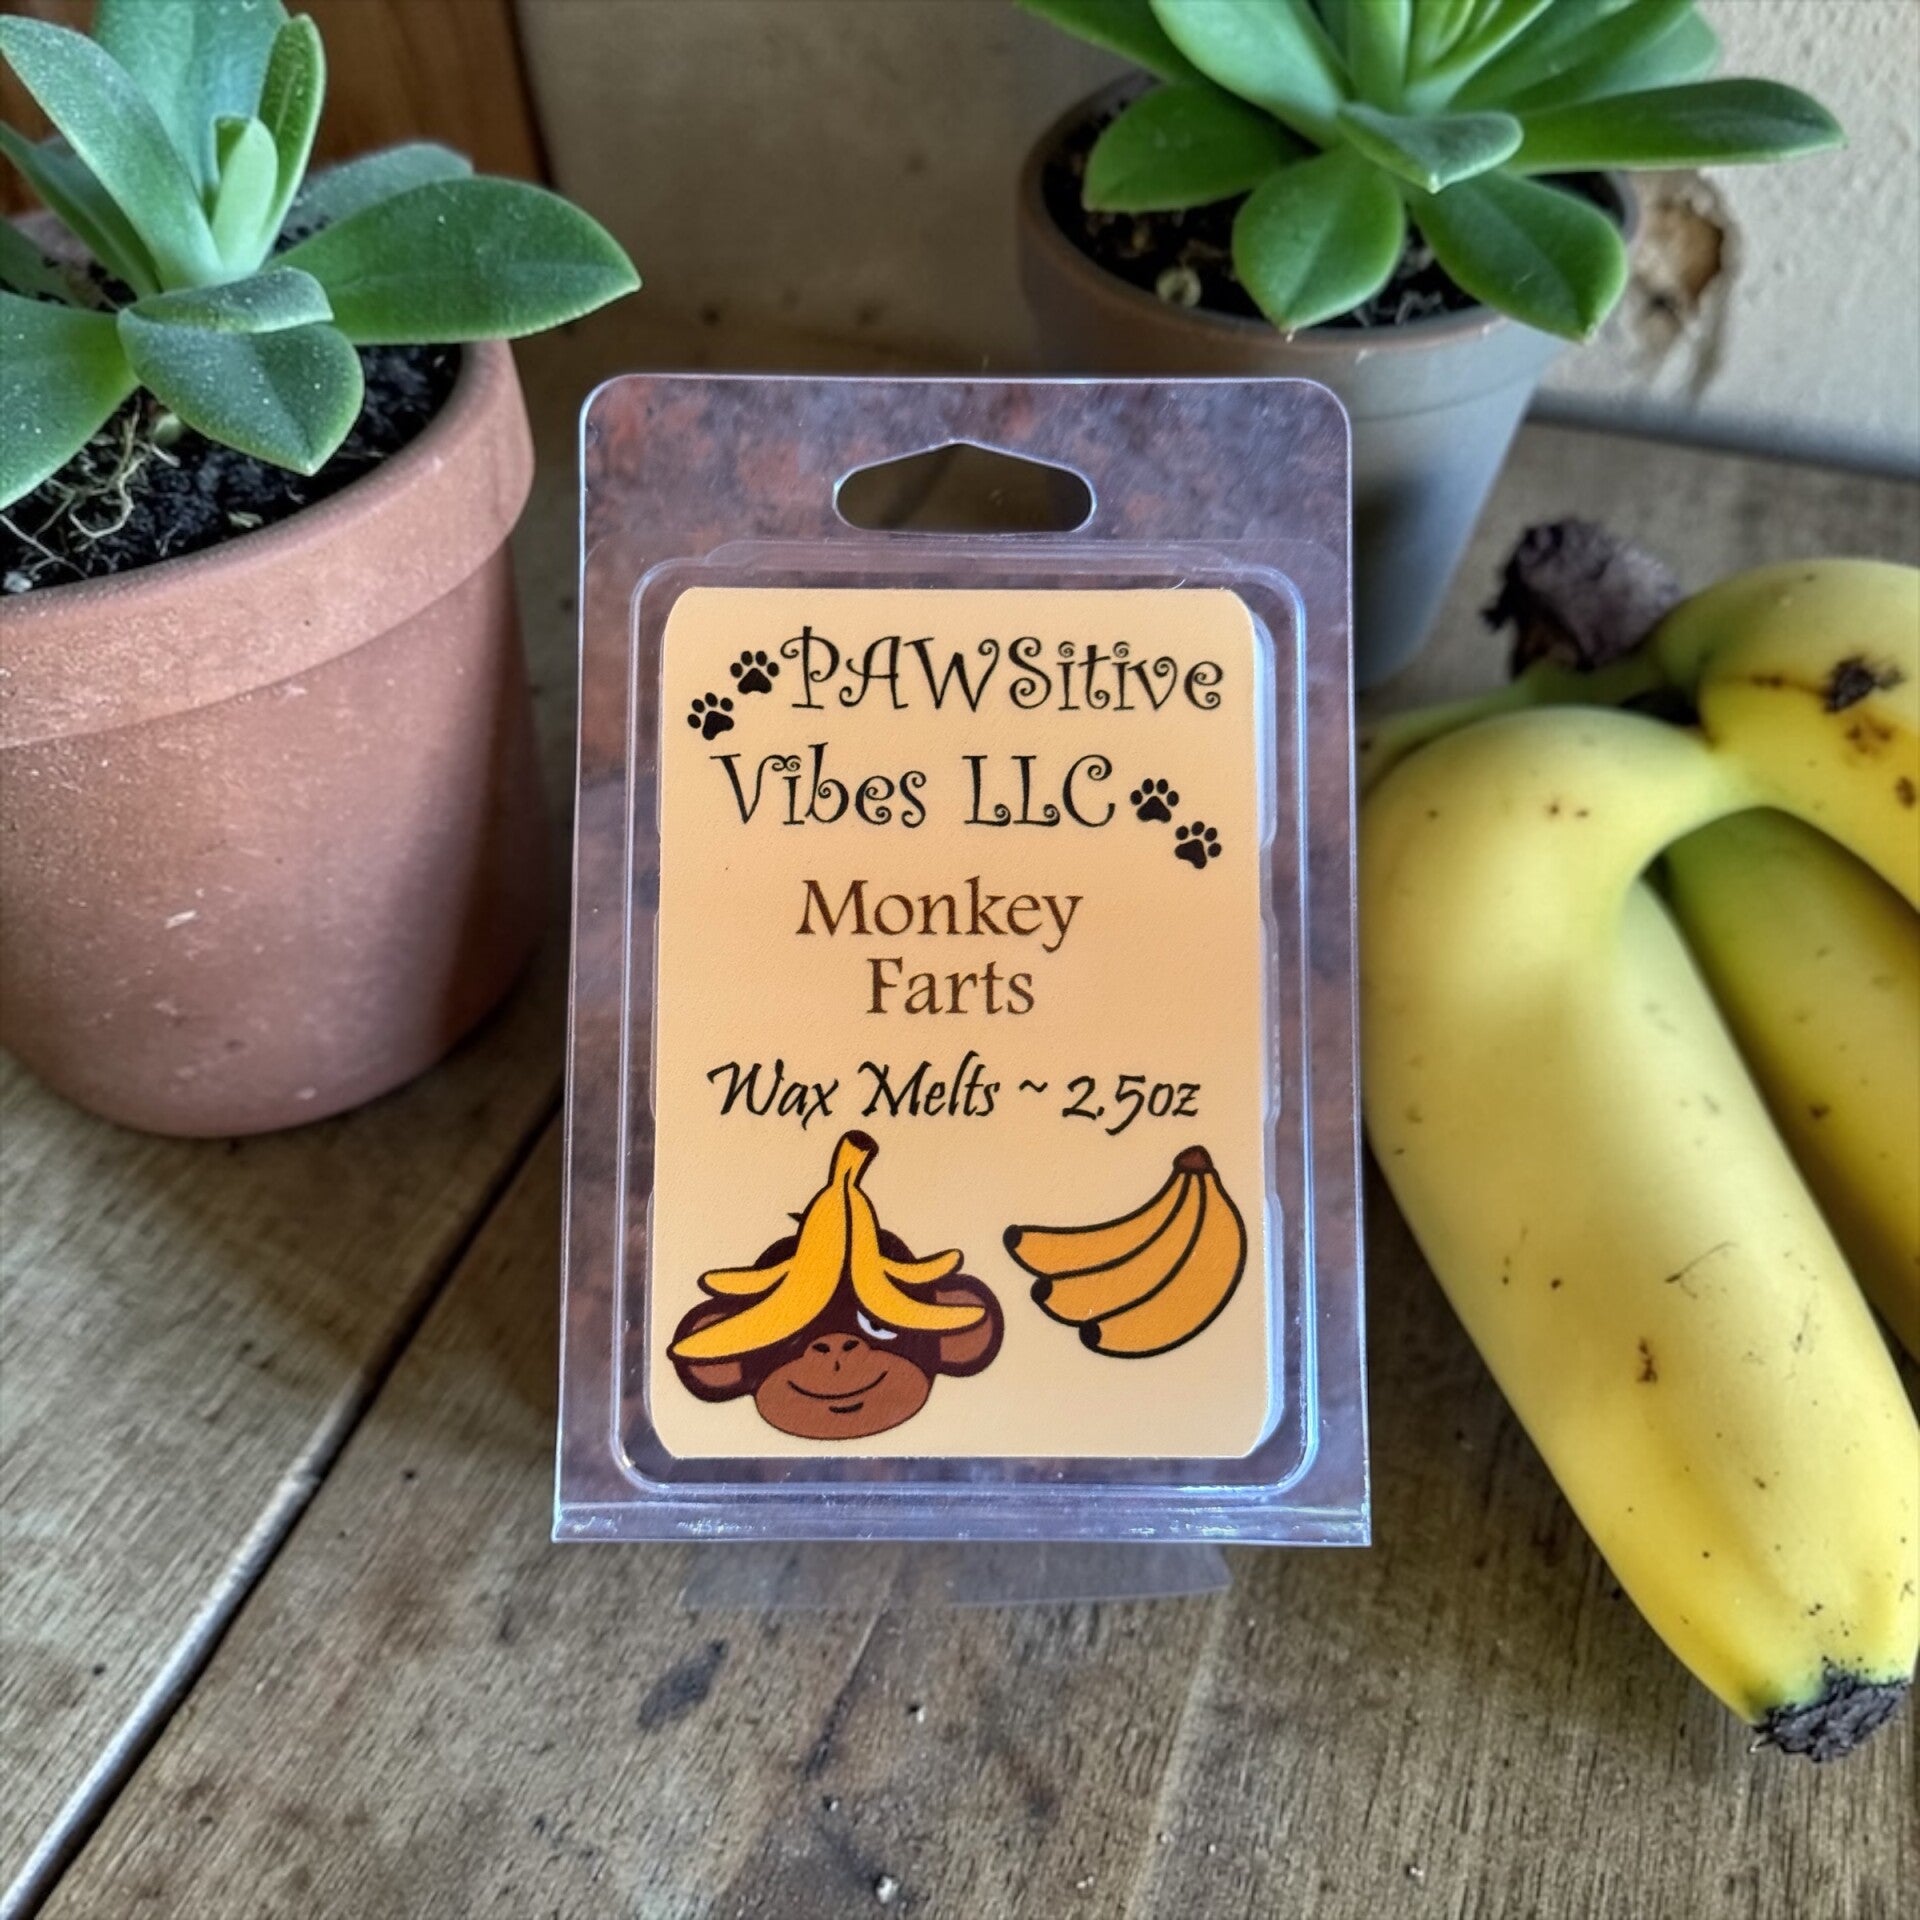 PAWSitive
Vibes LLC
Monkey
Farts
Wax Melts ~ 2.5oz